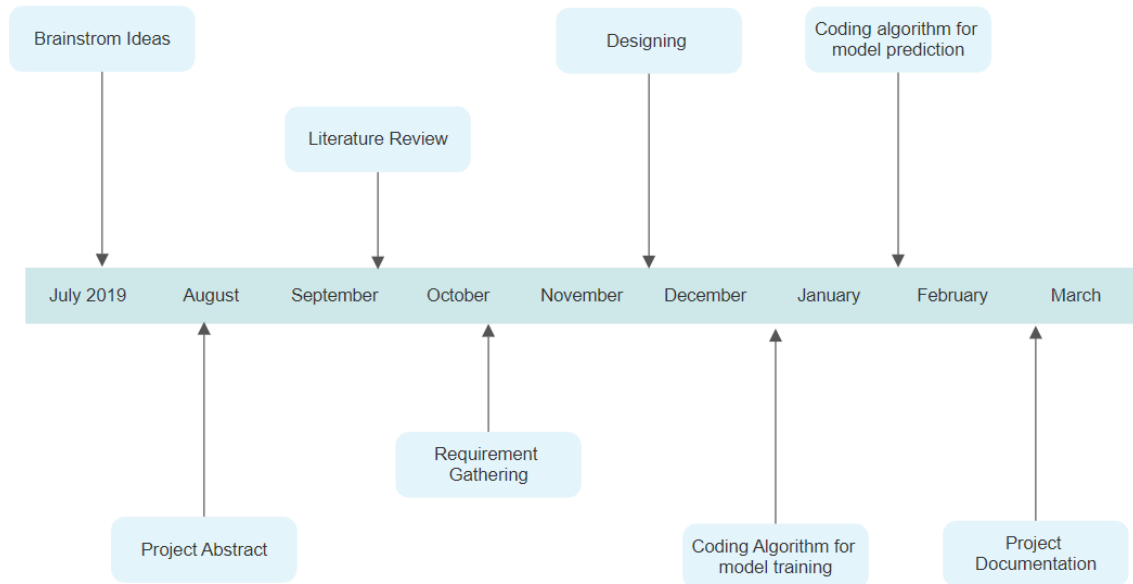 Brainstrom Ideas
Designing
Coding algorithm for
model prediction
Literature Review
July 2019 August September October November December January February March
Requirement
Gathering
Project Abstract
Coding Algorithm for
model training
Project
Documentation